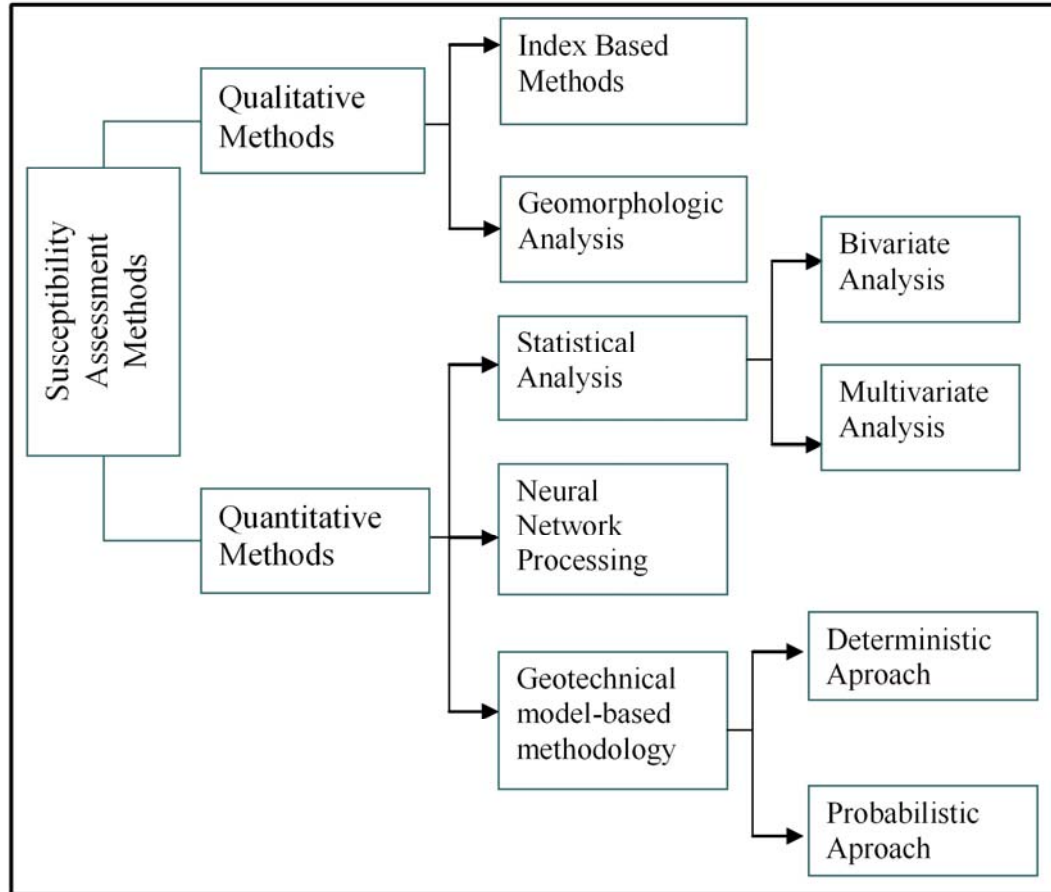 Susceptibility
Assessment
Methods
Qualitative
Methods
Index Based
Methods
Geomorphologic
Analysis
Quantitative
Methods
Statistical
Analysis
Bivariate
Analysis
Multivariate
Analysis
Neural
Network
Processing
Geotechnical
model-based
methodology
Deterministic
Aproach
Probabilistic
Aproach